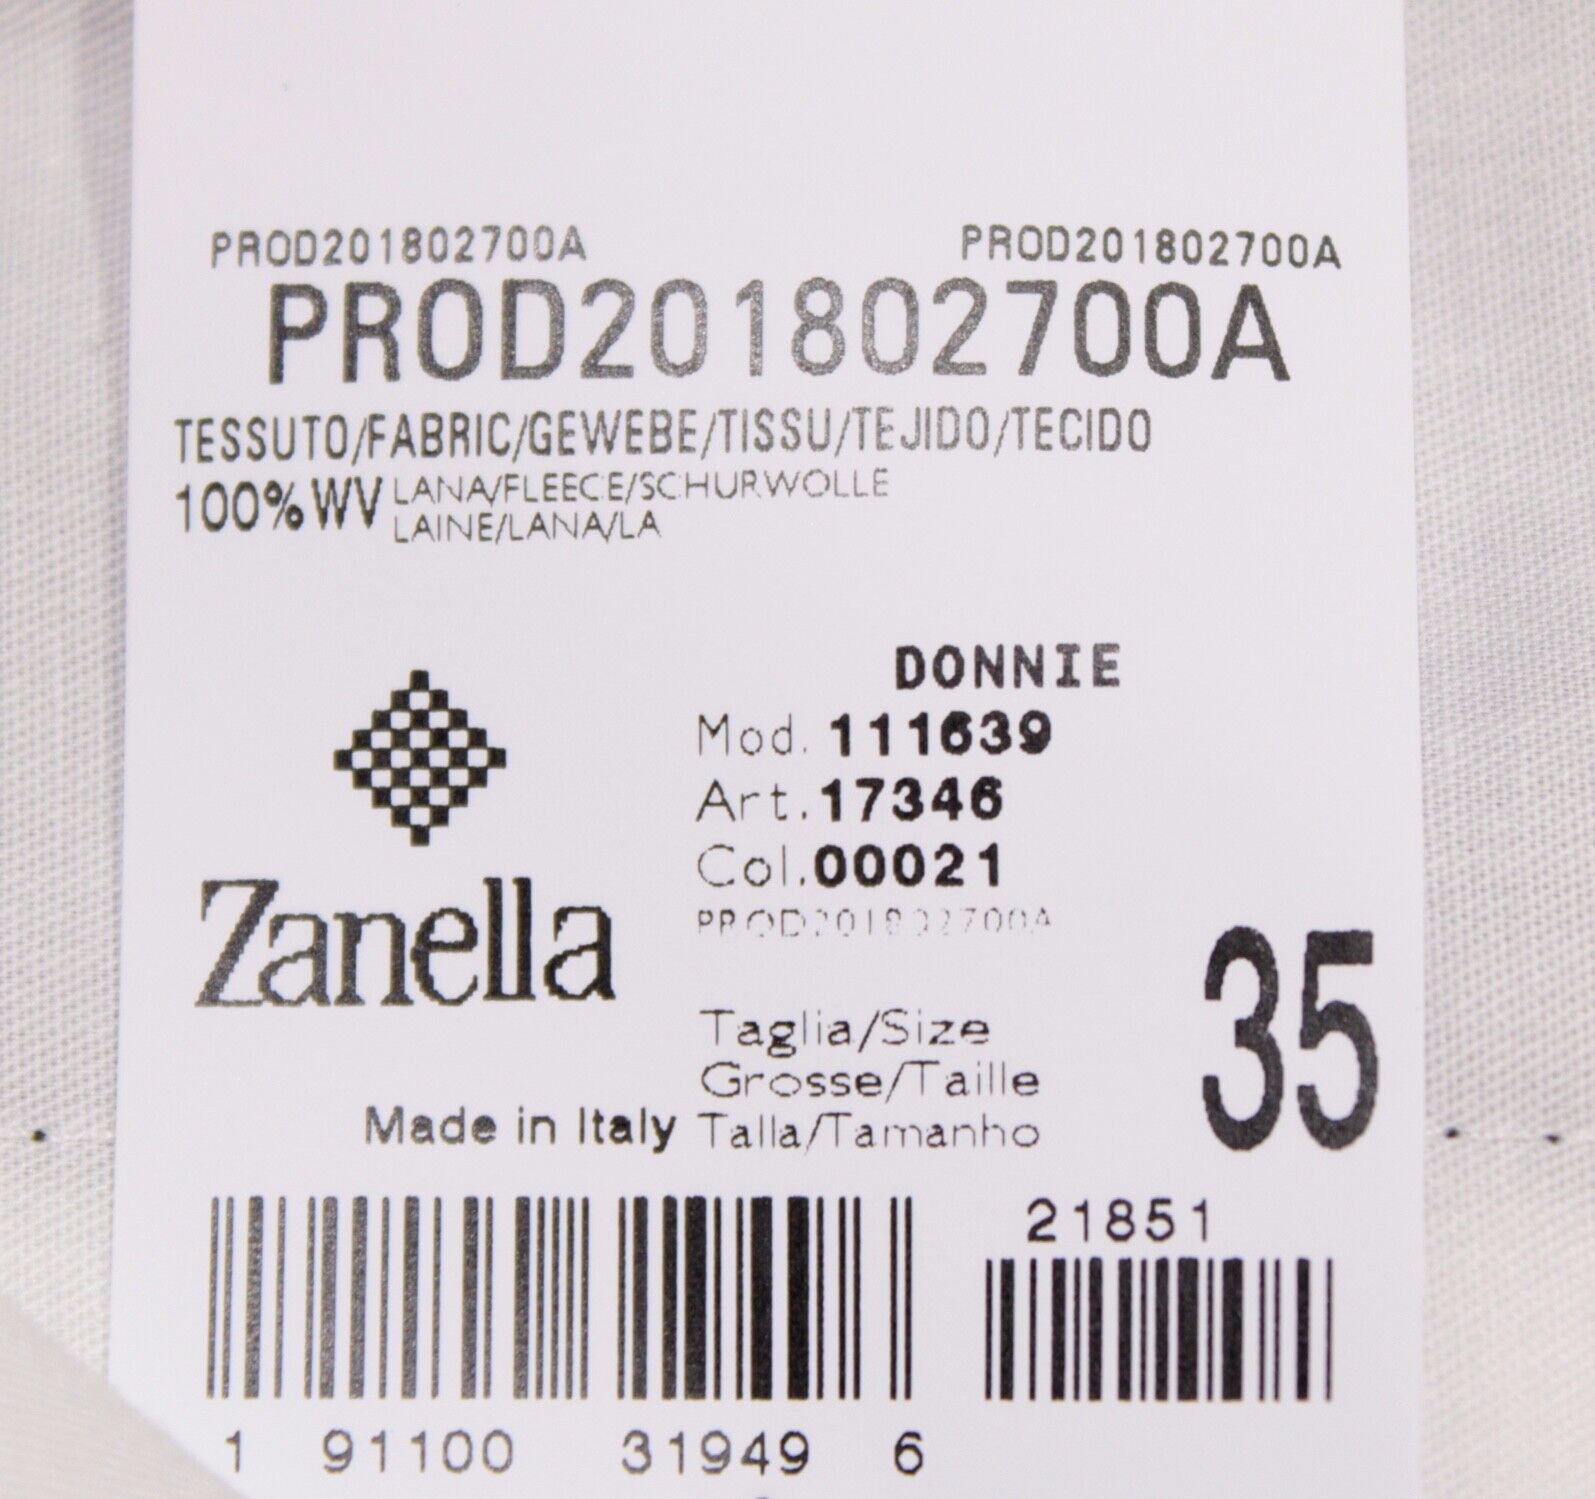 PROD201802700A PROD201802700A
PROD201802700A
TESSUTO/FABRIC/GEWEBE/TISSU/TEJIDO/TECIDO
100% WV LANA/FLEECE/SCHURWOLLE
LAINE/LANA/LA
DONNIE
Mod. 111639
Art. 17346
Col. 00021
PROD201802700A
Zanella
Taglia/Size
Grosse/Taille
Talla/Tamanho
35
Made in Italy
21851
1 91100 31949 6